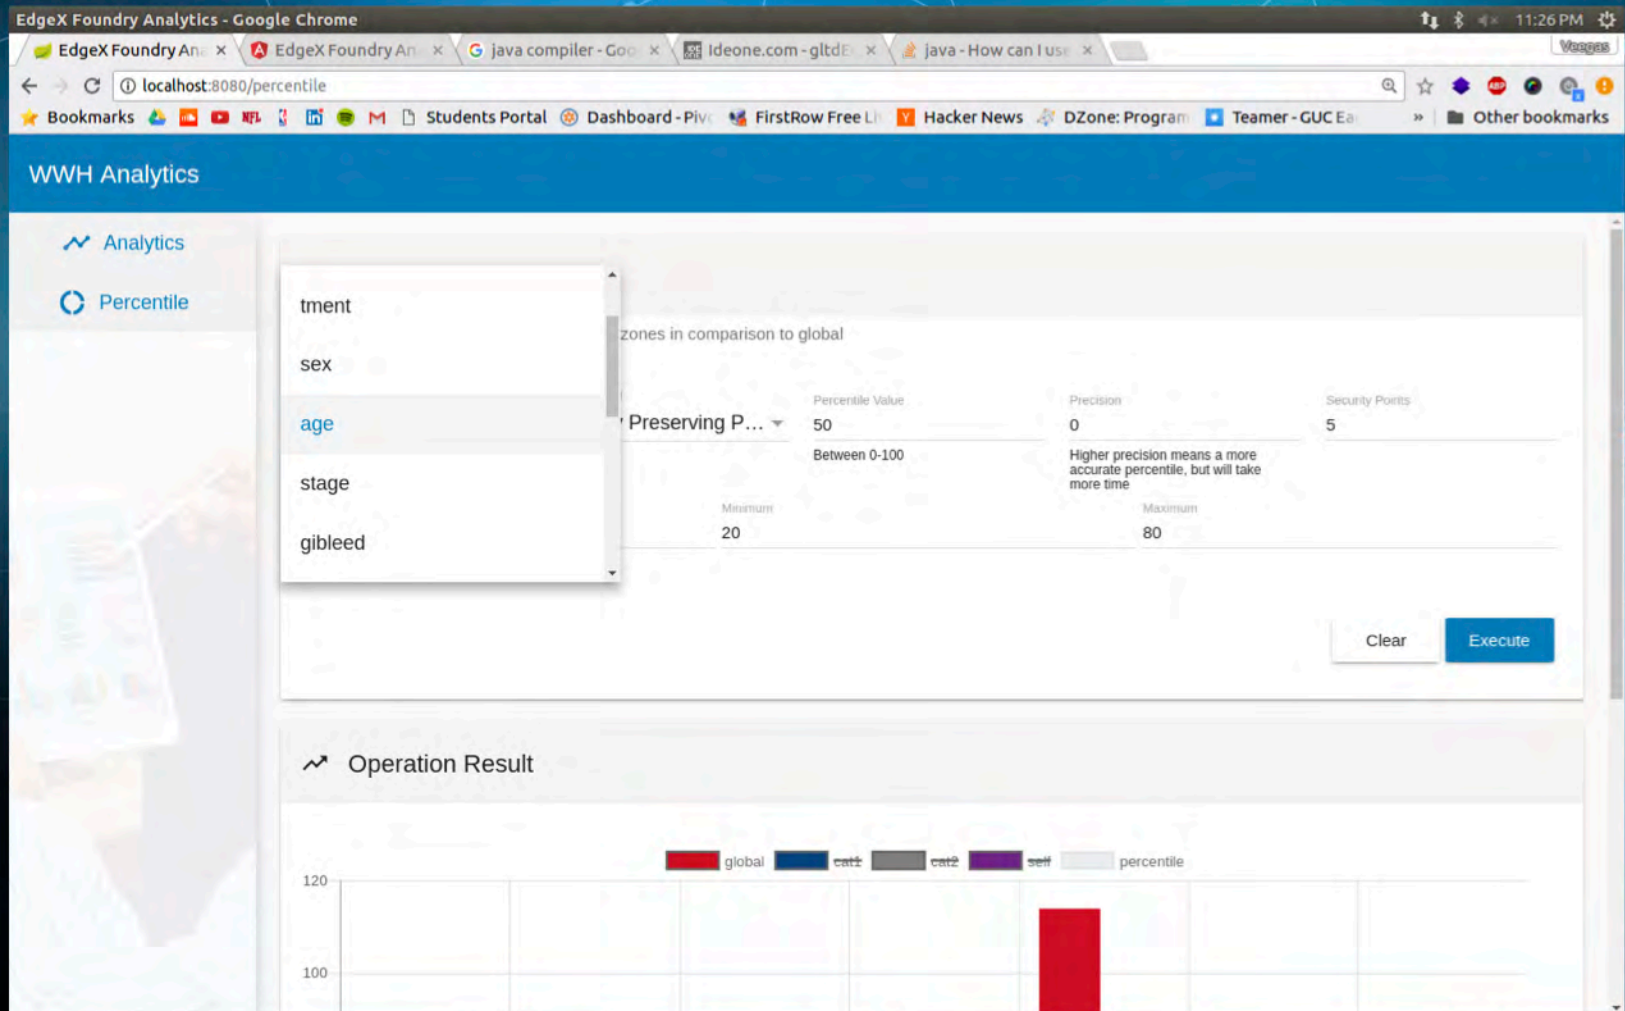 EdgeX Foundry Analytics - Google Chrome
11:26 PM
EdgeX Foundry Ana
EdgeX Foundry An
java compiler - Goo
Ideone.com - gltdE
java - How can I use
Veegas
localhost:8080/percentile
Bookmarks
NFL
Students Portal
Dashboard - Piv
FirstRow Free Li
Hacker News
DZone: Program
Teamer - GUC Ea
»
Other bookmarks
WWH Analytics
Analytics
Percentile
tment
sex
age
stage
gibleed
zones in comparison to global
Preserving P...
Percentile Value
50
Between 0-100
Precision
0
Higher precision means a more
accurate percentile, but will take
more time
Security Points
5
Minimum
20
Maximum
80
Clear
Execute
Operation Result
global cat1 cat2 self percentile
120
100